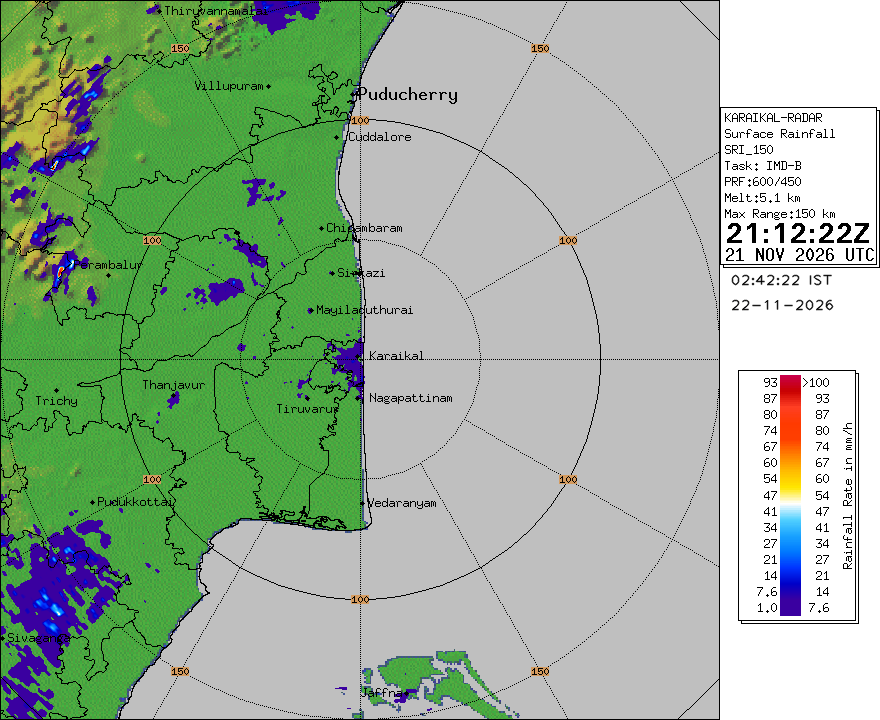 Thiruvannamalai
150
150
Villupuram
Puducherry
100
Cuddalore
Chidambaram
100
100
Perambalur
Sirkazi
Mayiladuthurai
Karaikal
Thanjavur
Trichy
Tiruvarur
Nagapattinam
100
100
Pudukkottai
Vedaranyam
100
Sivaganga
150
150
Jaffna
KARAIKAL-RADAR
Surface Rainfall
SRI_150
Task: IMD-B
PRF:600/450
Melt:5.1 km
Max Range:150 km
21:12:22Z
21 NOV 2026 UTC
02:42:22 IST
22-11-2026
93 >100
87 93
80 87
74 80
67 74
60 67
54 60
47 54
41 47
34 41
27 34
21 27
14 21
7.6 14
1.0 7.6
Rainfall Rate in mm/h